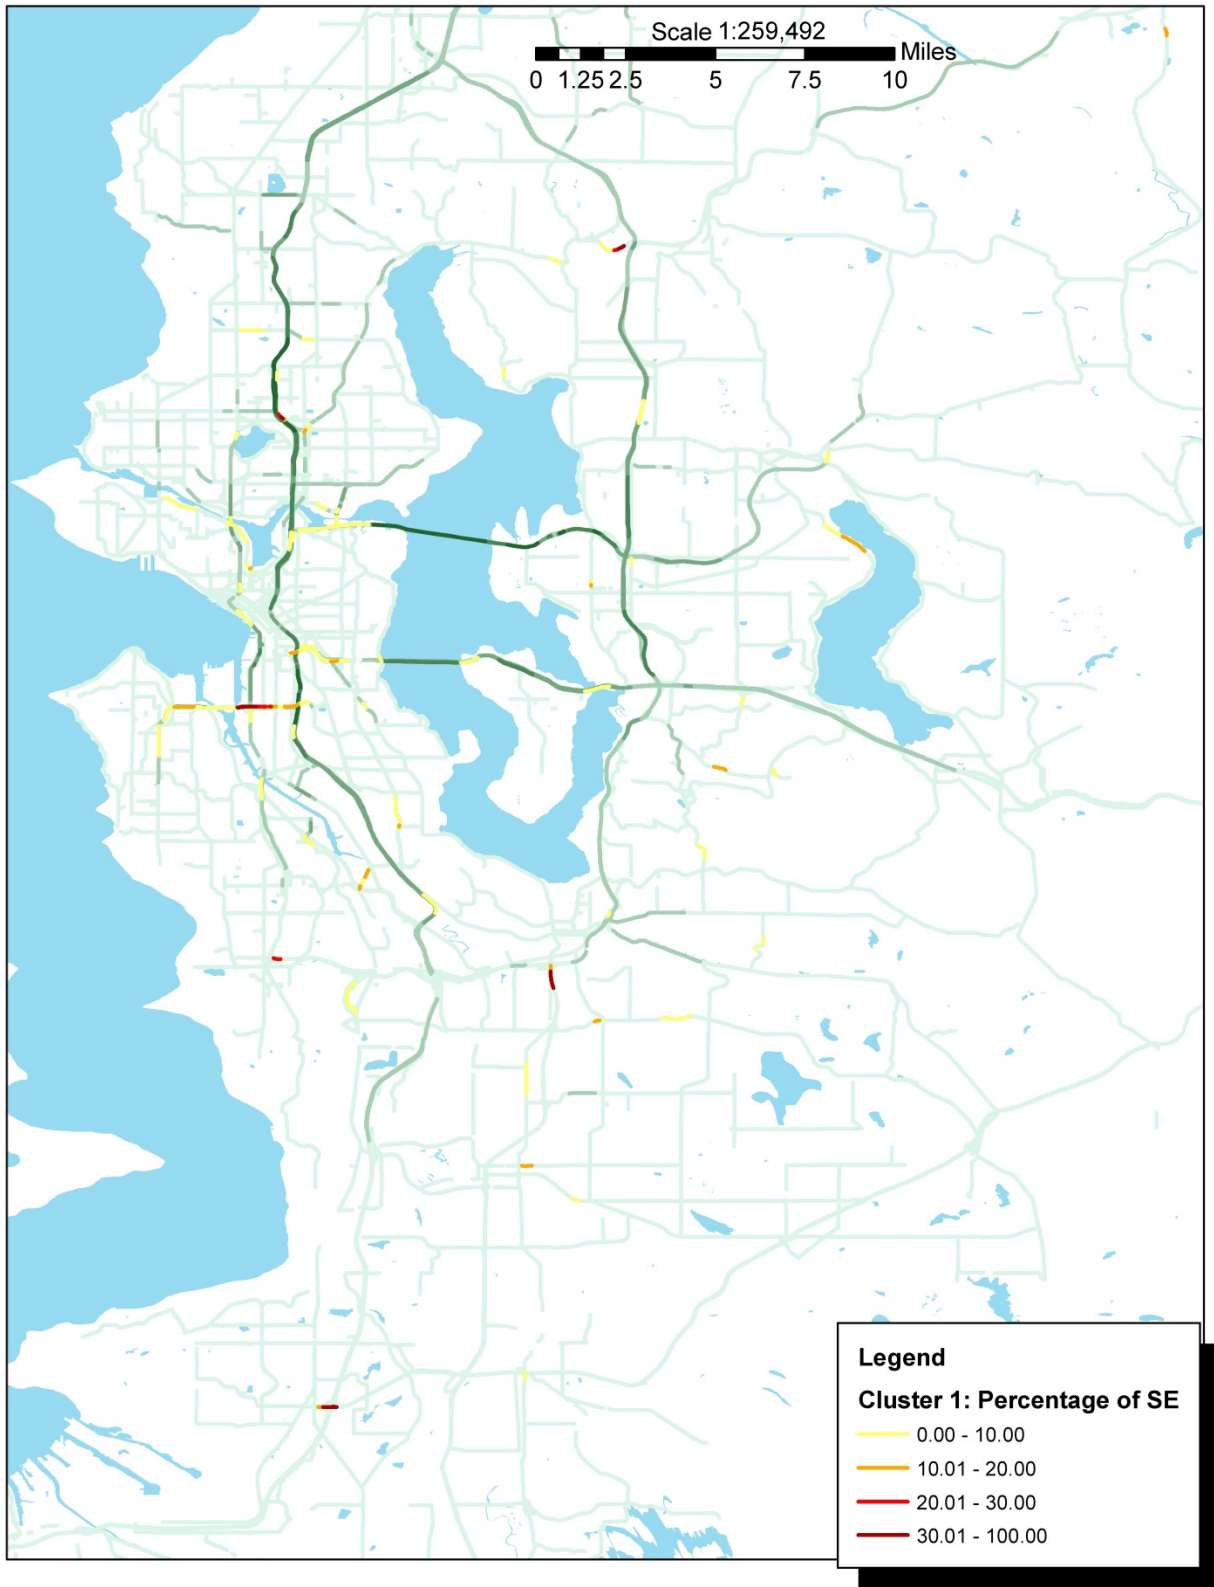 Scale 1:259,492
Miles
0 1.25 2.5 5 7.5 10
Legend
Cluster 1: Percentage of SE
0.00 - 10.00
10.01 - 20.00
20.01 - 30.00
30.01 - 100.00